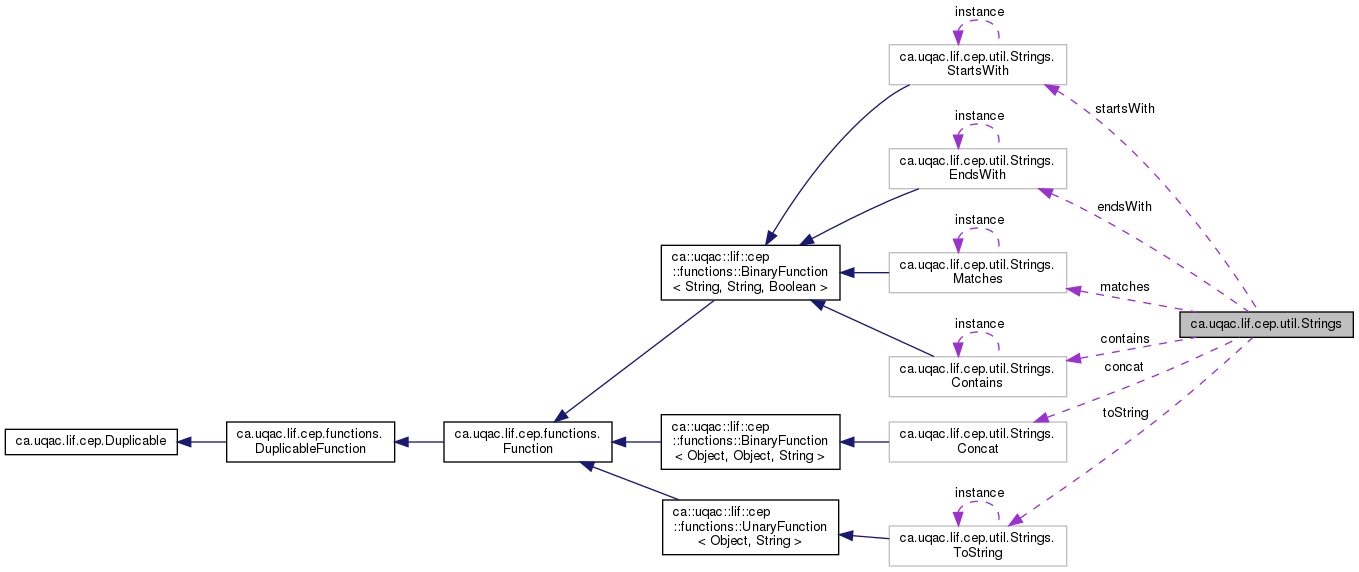 instance
ca.uqac.lif.cep.util.Strings.
StartsWith
startsWith
instance
ca.uqac.lif.cep.util.Strings.
EndsWith
endsWith
instance
ca.uqac.lif.cep.util.Strings.
Matches
matches
ca::uqac::lif::cep
::functions::BinaryFunction
< String, String, Boolean >
ca.uqac.lif.cep.util.Strings
instance
ca.uqac.lif.cep.util.Strings.
Contains
contains
concat
toString
ca.uqac.lif.cep.Duplicable
ca.uqac.lif.cep.functions.
DuplicableFunction
ca.uqac.lif.cep.functions.
Function
ca::uqac::lif::cep
::functions::BinaryFunction
< Object, Object, String >
ca.uqac.lif.cep.util.Strings.
Concat
instance
ca::uqac::lif::cep
::functions::UnaryFunction
< Object, String >
ca.uqac.lif.cep.util.Strings.
ToString